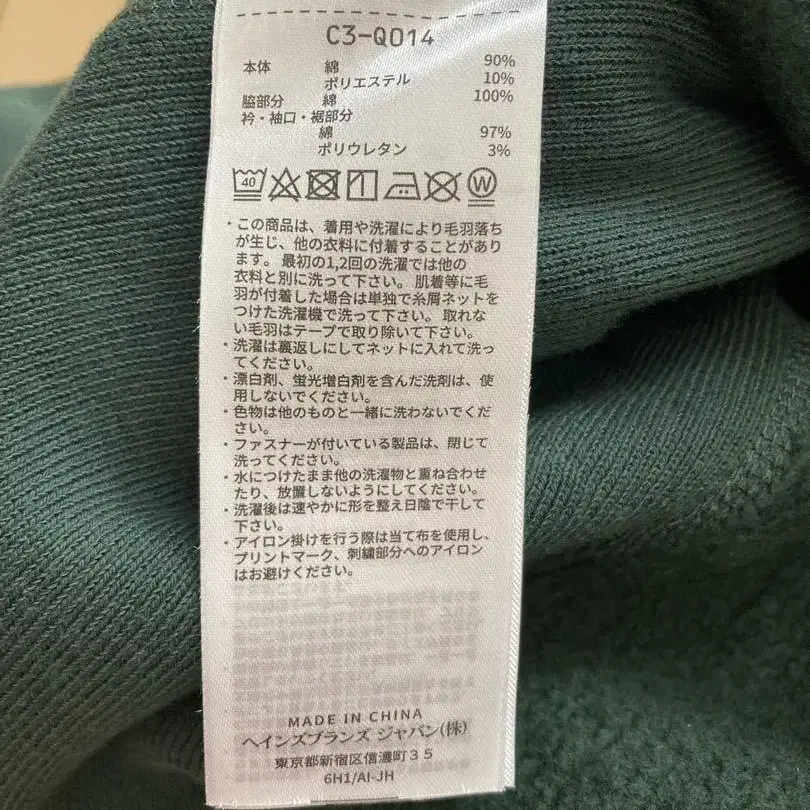 C3-Q014
本体 綿 90%
ポリエステル 10%
脇部分 綿 100%
衿・袖口・裾部分
綿 97%
ポリウレタン 3%
40 W
・この商品は、着用や洗濯により毛羽落ち
が生じ、他の衣料に付着することがあり
ます。最初の1,2回の洗濯では他の
衣料と別に洗って下さい。肌着等に毛
羽が付着した場合は単独で糸屑ネットを
つけた洗濯機で洗って下さい。取れな
い毛羽はテープで取り除いて下さい。
・洗濯は裏返しにしてネットに入れて洗っ
てください。
・漂白剤、蛍光増白剤を含んだ洗剤は、使
用しないでください。
・色物は他のものと一緒に洗わないでくだ
さい。
・ファスナーが付いている製品は、閉じて
洗ってください。
・水につけたまま他の洗濯物と重ね合わせ
たり、放置しないようにしてください。
・洗濯後は速やかに形を整え日陰で干して
下さい。
・アイロン掛けを行う際は当て布を使用し、
プリントマーク、刺繍部分へのアイロン
はお避けください。
MADE IN CHINA
ヘインズブランズ ジャパン(株)
東京都新宿区信濃町35
6H1/AI-JH